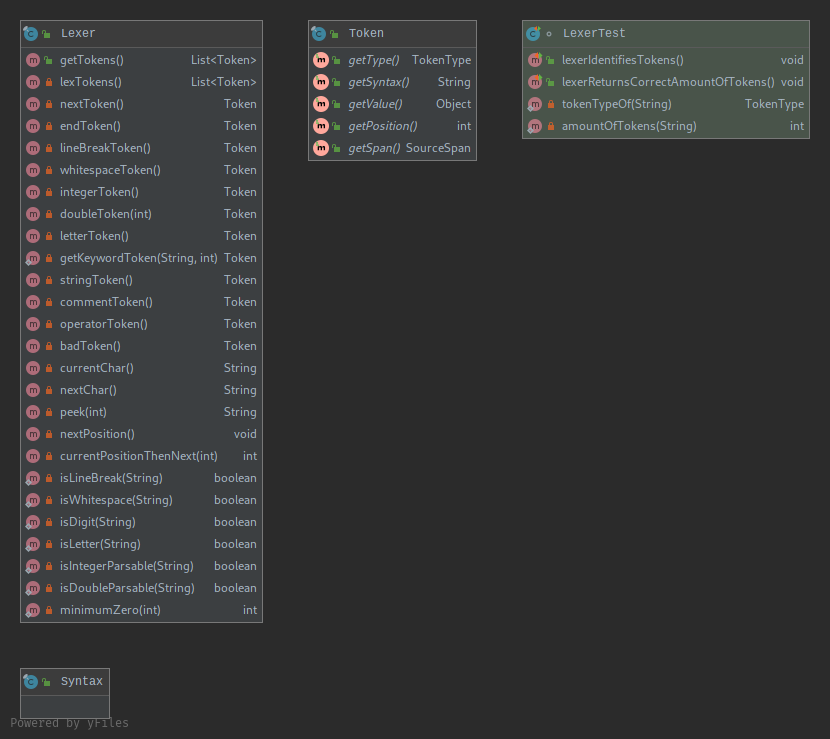 Lexer
getTokens() List<Token>
lexTokens() List<Token>
nextToken() Token
endToken() Token
lineBreakToken() Token
whitespaceToken() Token
integerToken() Token
doubleToken(int) Token
letterToken() Token
getKeywordToken(String, int) Token
stringToken() Token
commentToken() Token
operatorToken() Token
badToken() Token
currentChar() String
nextChar() String
peek(int) String
nextPosition() void
currentPositionThenNext(int) int
isLineBreak(String) boolean
isWhitespace(String) boolean
isDigit(String) boolean
isLetter(String) boolean
isIntegerParsable(String) boolean
isDoubleParsable(String) boolean
minimumZero(int) int
Token
getType() TokenType
getSyntax() String
getValue() Object
getPosition() int
getSpan() SourceSpan
LexerTest
lexerIdentifiesTokens() void
lexerReturnsCorrectAmountOfTokens() void
tokenTypeOf(String) TokenType
amountOfTokens(String) int
Syntax
Powered by yFiles